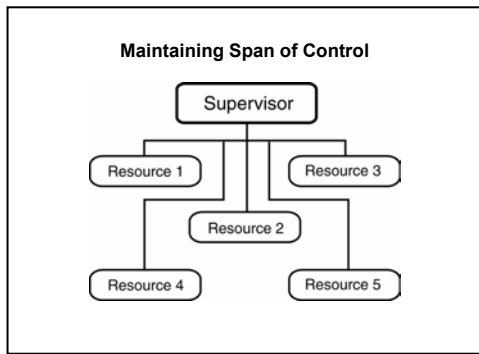 Maintaining Span of Control
Supervisor
Resource 1
Resource 3
Resource 2
Resource 4
Resource 5